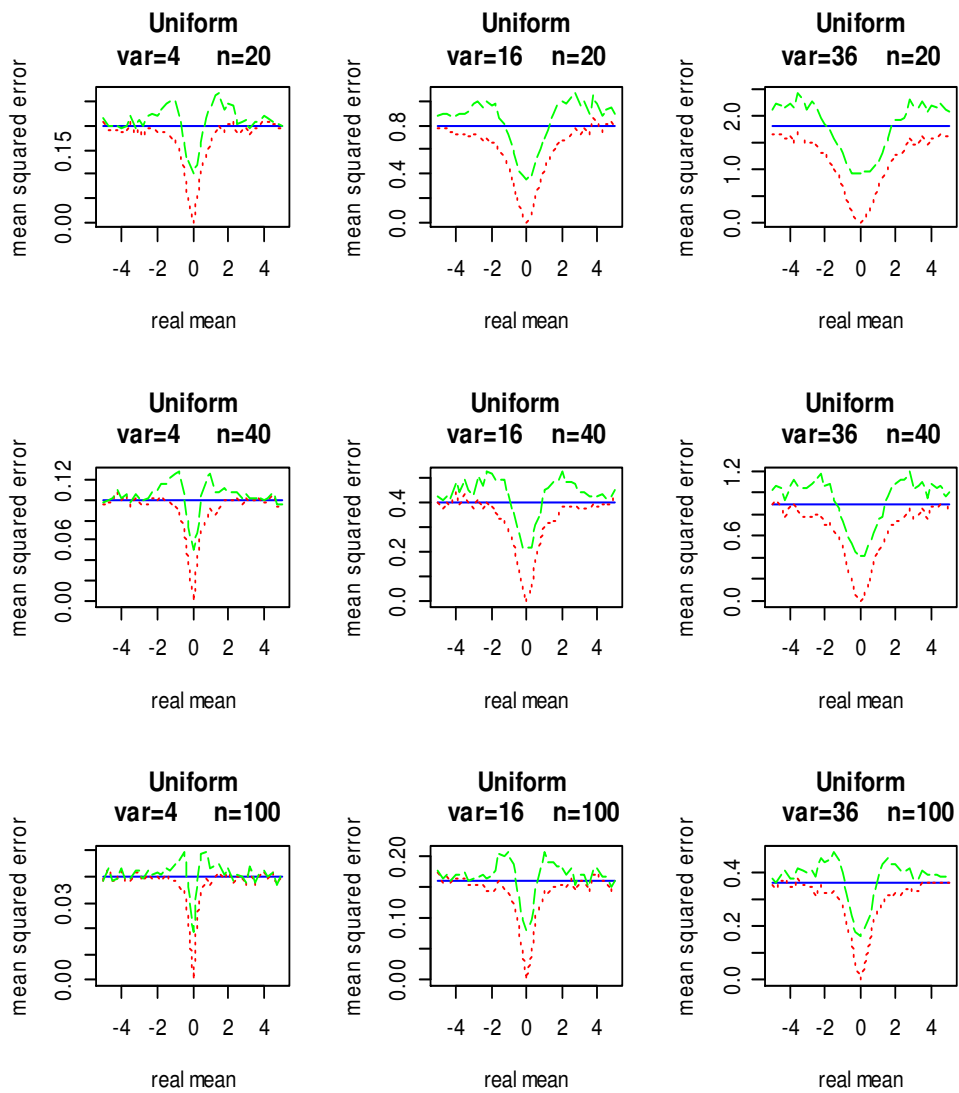 Uniform
var=4 n=20
mean squared error
0.00 0.15
-4 -2 0 2 4
real mean
Uniform
var=16 n=20
mean squared error
0.0 0.4 0.8
-4 -2 0 2 4
real mean
Uniform
var=36 n=20
mean squared error
0.0 1.0 2.0
-4 -2 0 2 4
real mean
Uniform
var=4 n=40
mean squared error
0.00 0.06 0.12
-4 -2 0 2 4
real mean
Uniform
var=16 n=40
mean squared error
0.0 0.2 0.4
-4 -2 0 2 4
real mean
Uniform
var=36 n=40
mean squared error
0.0 0.6 1.2
-4 -2 0 2 4
real mean
Uniform
var=4 n=100
mean squared error
0.00 0.03
-4 -2 0 2 4
real mean
Uniform
var=16 n=100
mean squared error
0.00 0.10 0.20
-4 -2 0 2 4
real mean
Uniform
var=36 n=100
mean squared error
0.0 0.2 0.4
-4 -2 0 2 4
real mean